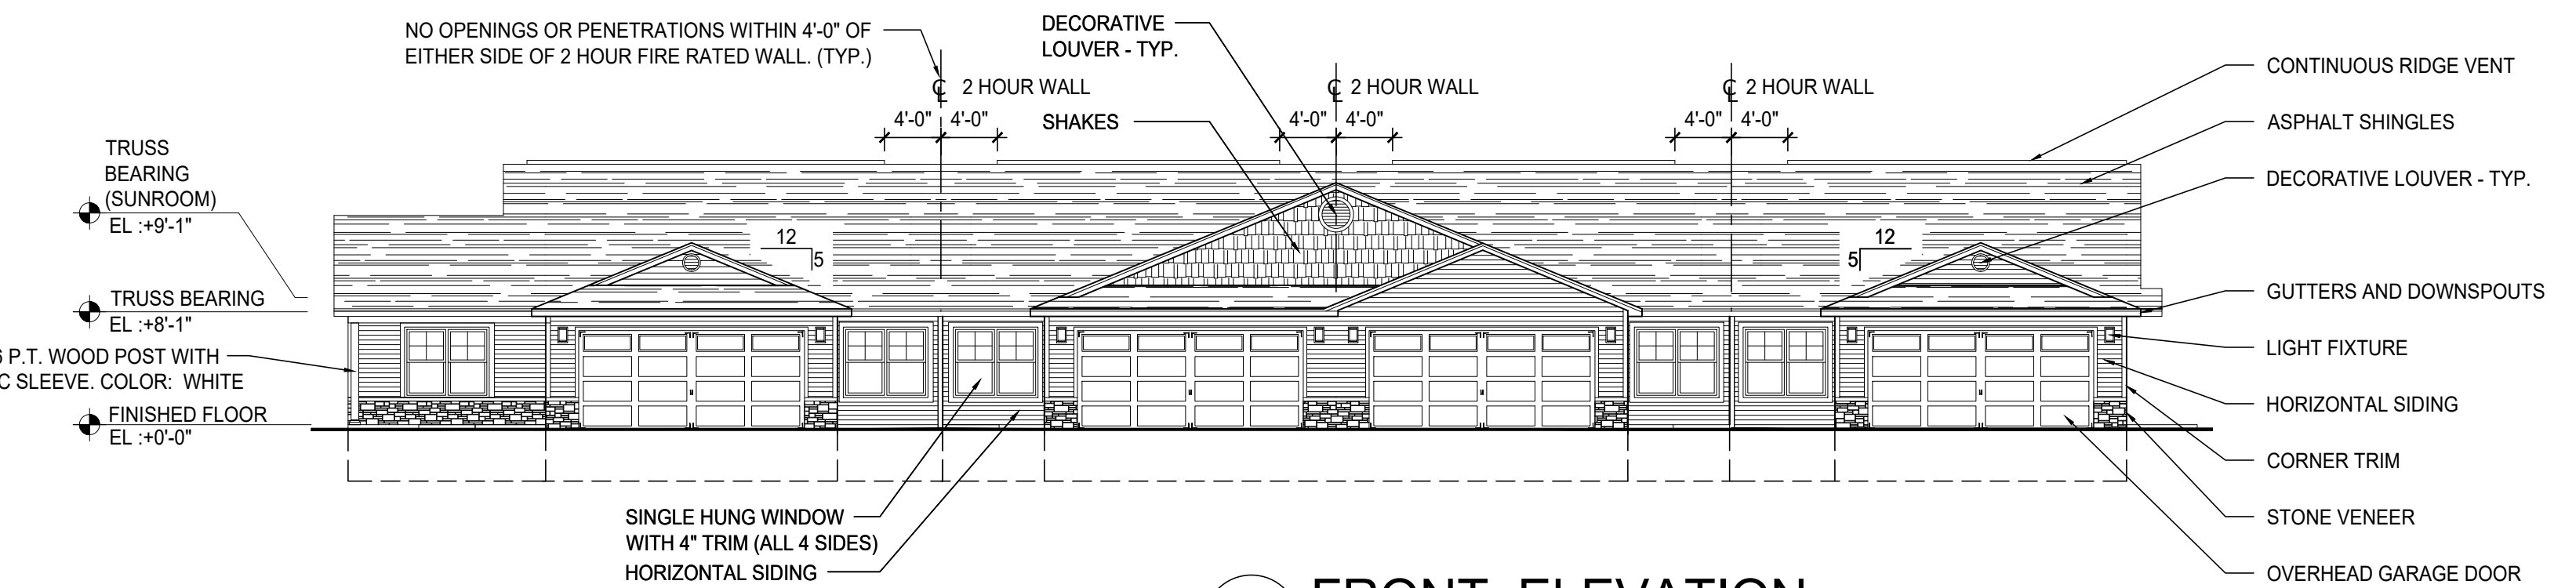 NO OPENINGS OR PENETRATIONS WITHIN 4'-0" OF
EITHER SIDE OF 2 HOUR FIRE RATED WALL. (TYP.)
DECORATIVE
LOUVER - TYP.
SHAKES
℄ 2 HOUR WALL
℄ 2 HOUR WALL
℄ 2 HOUR WALL
4'-0" 4'-0"
4'-0" 4'-0"
4'-0" 4'-0"
TRUSS
BEARING
(SUNROOM)
EL :+9'-1"
TRUSS BEARING
EL :+8'-1"
6 P.T. WOOD POST WITH
C SLEEVE. COLOR: WHITE
FINISHED FLOOR
EL :+0'-0"
12
5
12
5
SINGLE HUNG WINDOW
WITH 4" TRIM (ALL 4 SIDES)
HORIZONTAL SIDING
CONTINUOUS RIDGE VENT
ASPHALT SHINGLES
DECORATIVE LOUVER - TYP.
GUTTERS AND DOWNSPOUTS
LIGHT FIXTURE
HORIZONTAL SIDING
CORNER TRIM
STONE VENEER
OVERHEAD GARAGE DOOR
FRONT ELEVATION